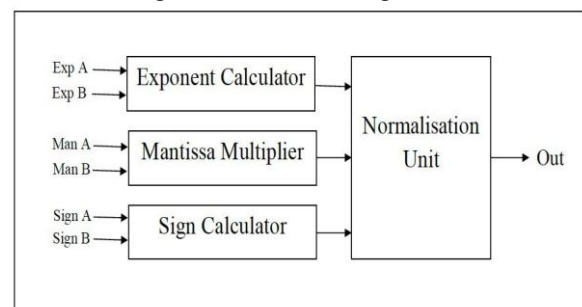 Exp A
Exp B
Exponent Calculator
Man A
Man B
Mantissa Multiplier
Sign A
Sign B
Sign Calculator
Normalisation
Unit
Out